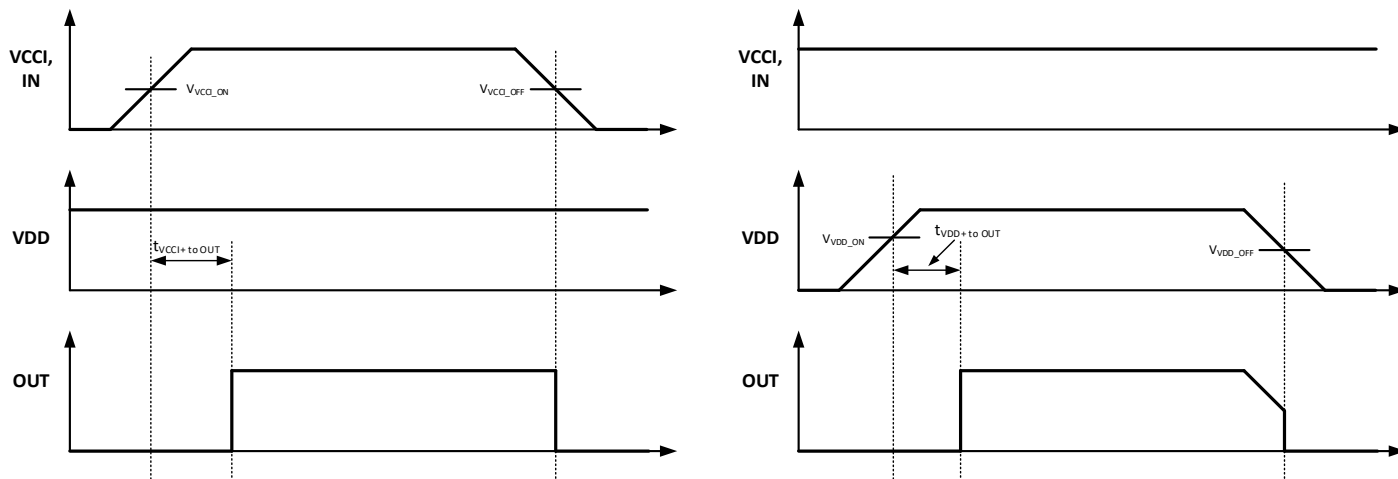 VCCI,
IN
VVCCI_ON
VVCCI_OFF
VDD
tVCCI+ to OUT
OUT
VCCI,
IN
VDD
VVDD_ON
tVDD+ to OUT
VVDD_OFF
OUT